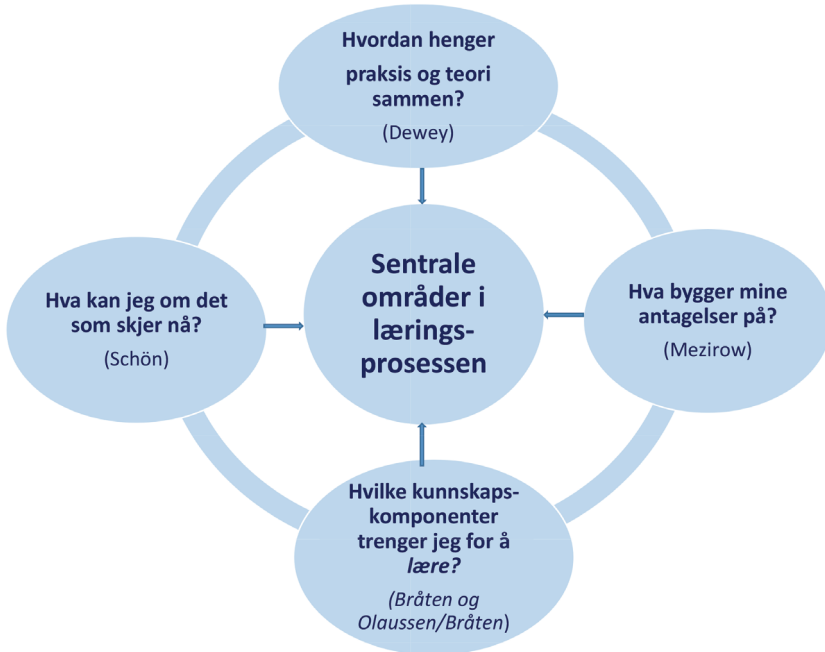 Hvordan henger
praksis og teori
sammen?
(Dewey)
Sentrale
områder i
lærings-
prosessen
Hva kan jeg om det
som skjer nå?
(Schön)
Hva bygger mine
antagelser på?
(Mezirow)
Hvilke kunnskaps-
komponenter
trenger jeg for å
lære?
(Bråten og
Olaussen/Bråten)